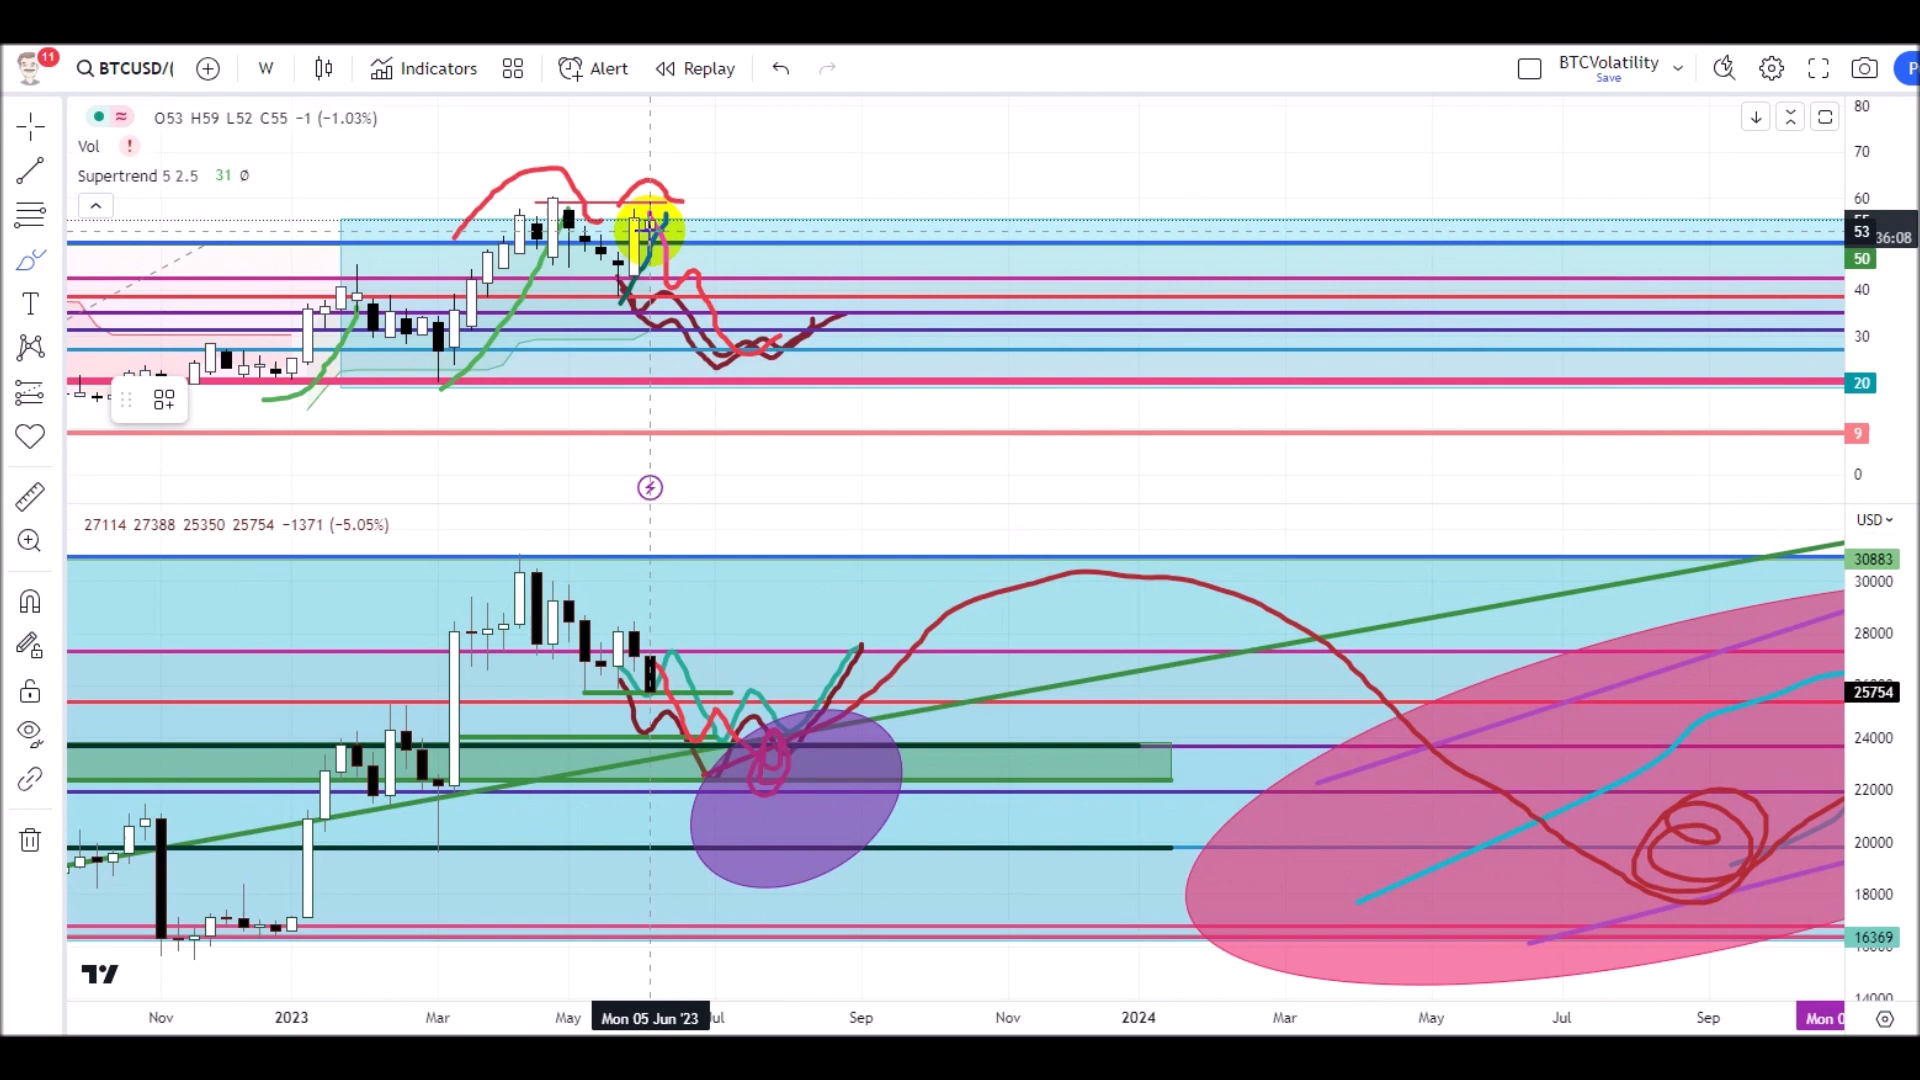 11
BTCUSD/(
W
Indicators
Alert
Replay
BTCVolatility
Save
P
O53 H59 L52 C55 −1 (−1.03%)
Vol !
Supertrend 5 2.5 31 Ø
80
70
60
53 36:08
50
40
30
20
9
0
27114 27388 25350 25754 −1371 (−5.05%)
USD
30883
30000
28000
25754
24000
22000
20000
18000
16369
14000
Nov 2023 Mar May Mon 05 Jun '23 Jul Sep Nov 2024 Mar May Jul Sep Mon 0